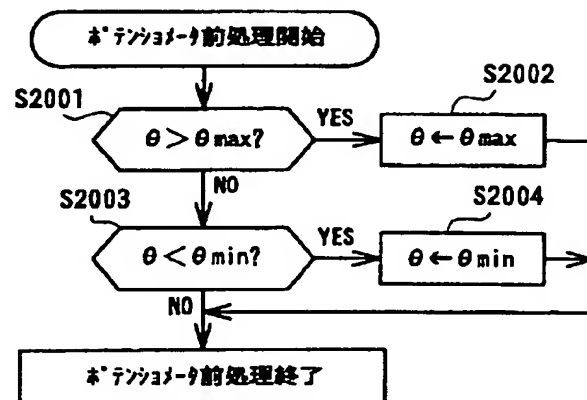 ポテンショメータ前処理開始
S2001
θ＞θmax?
YES
S2002
θ←θmax
NO
S2003
θ＜θmin?
YES
S2004
θ←θmin
NO
ポテンショメータ前処理終了